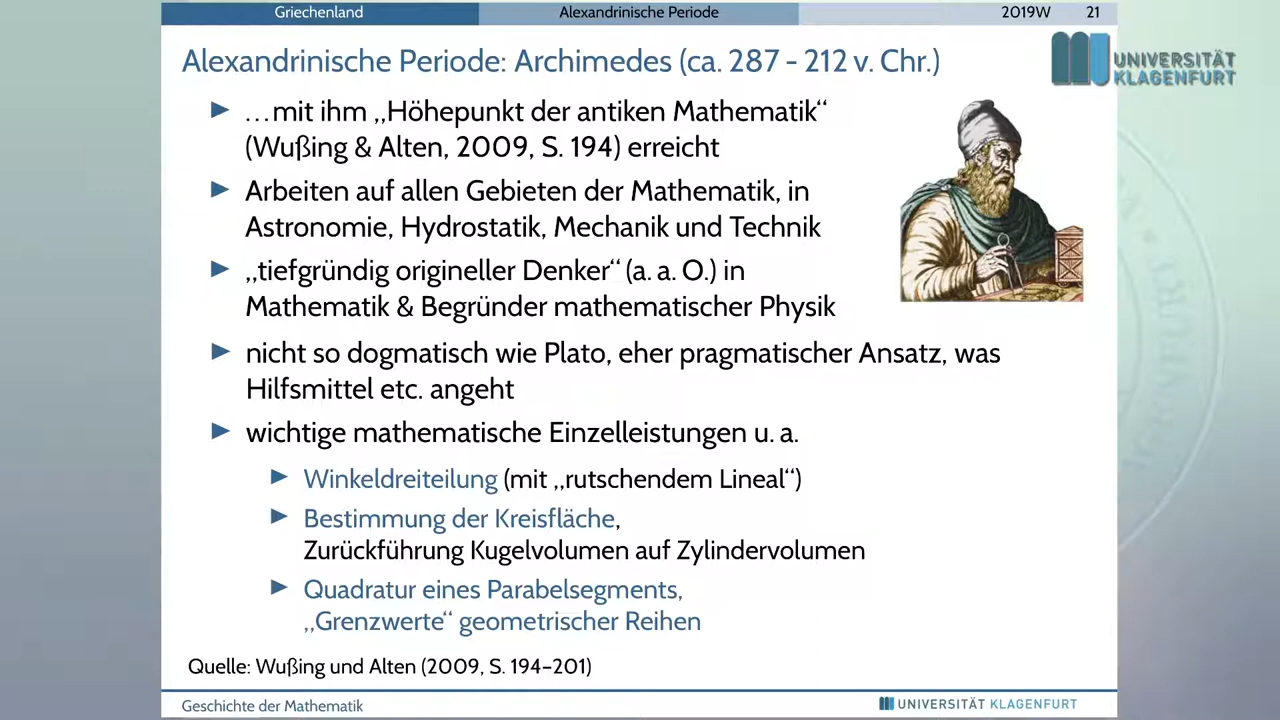 Griechenland
Alexandrinische Periode
2019W
21
Alexandrinische Periode: Archimedes (ca. 287 – 212 v. Chr.)
UNIVERSITÄT
KLAGENFURT
…mit ihm „Höhepunkt der antiken Mathematik“
(Wußing & Alten, 2009, S. 194) erreicht
Arbeiten auf allen Gebieten der Mathematik, in
Astronomie, Hydrostatik, Mechanik und Technik
„tiefgründig origineller Denker“ (a. a. O.) in
Mathematik & Begründer mathematischer Physik
nicht so dogmatisch wie Plato, eher pragmatischer Ansatz, was
Hilfsmittel etc. angeht
wichtige mathematische Einzelleistungen u. a.
Winkeldreiteilung (mit „rutschendem Lineal“)
Bestimmung der Kreisfläche,
Zurückführung Kugelvolumen auf Zylindervolumen
Quadratur eines Parabelsegments,
„Grenzwerte“ geometrischer Reihen
Quelle: Wußing und Alten (2009, S. 194–201)
Geschichte der Mathematik
UNIVERSITÄT KLAGENFURT